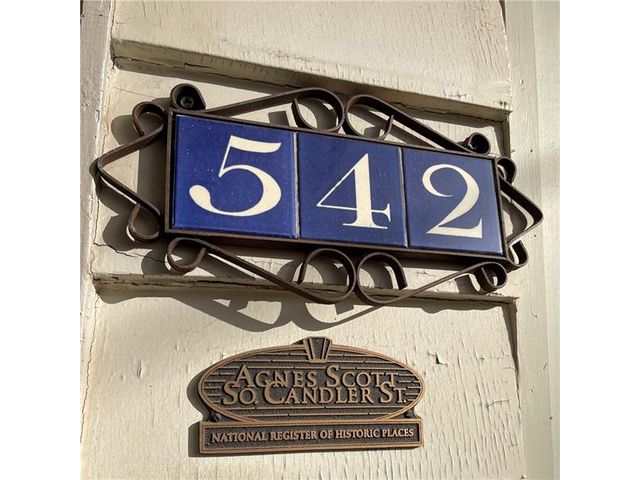 542
AGNES SCOTT
SO. CANDLER ST.
NATIONAL REGISTER OF HISTORIC PLACES